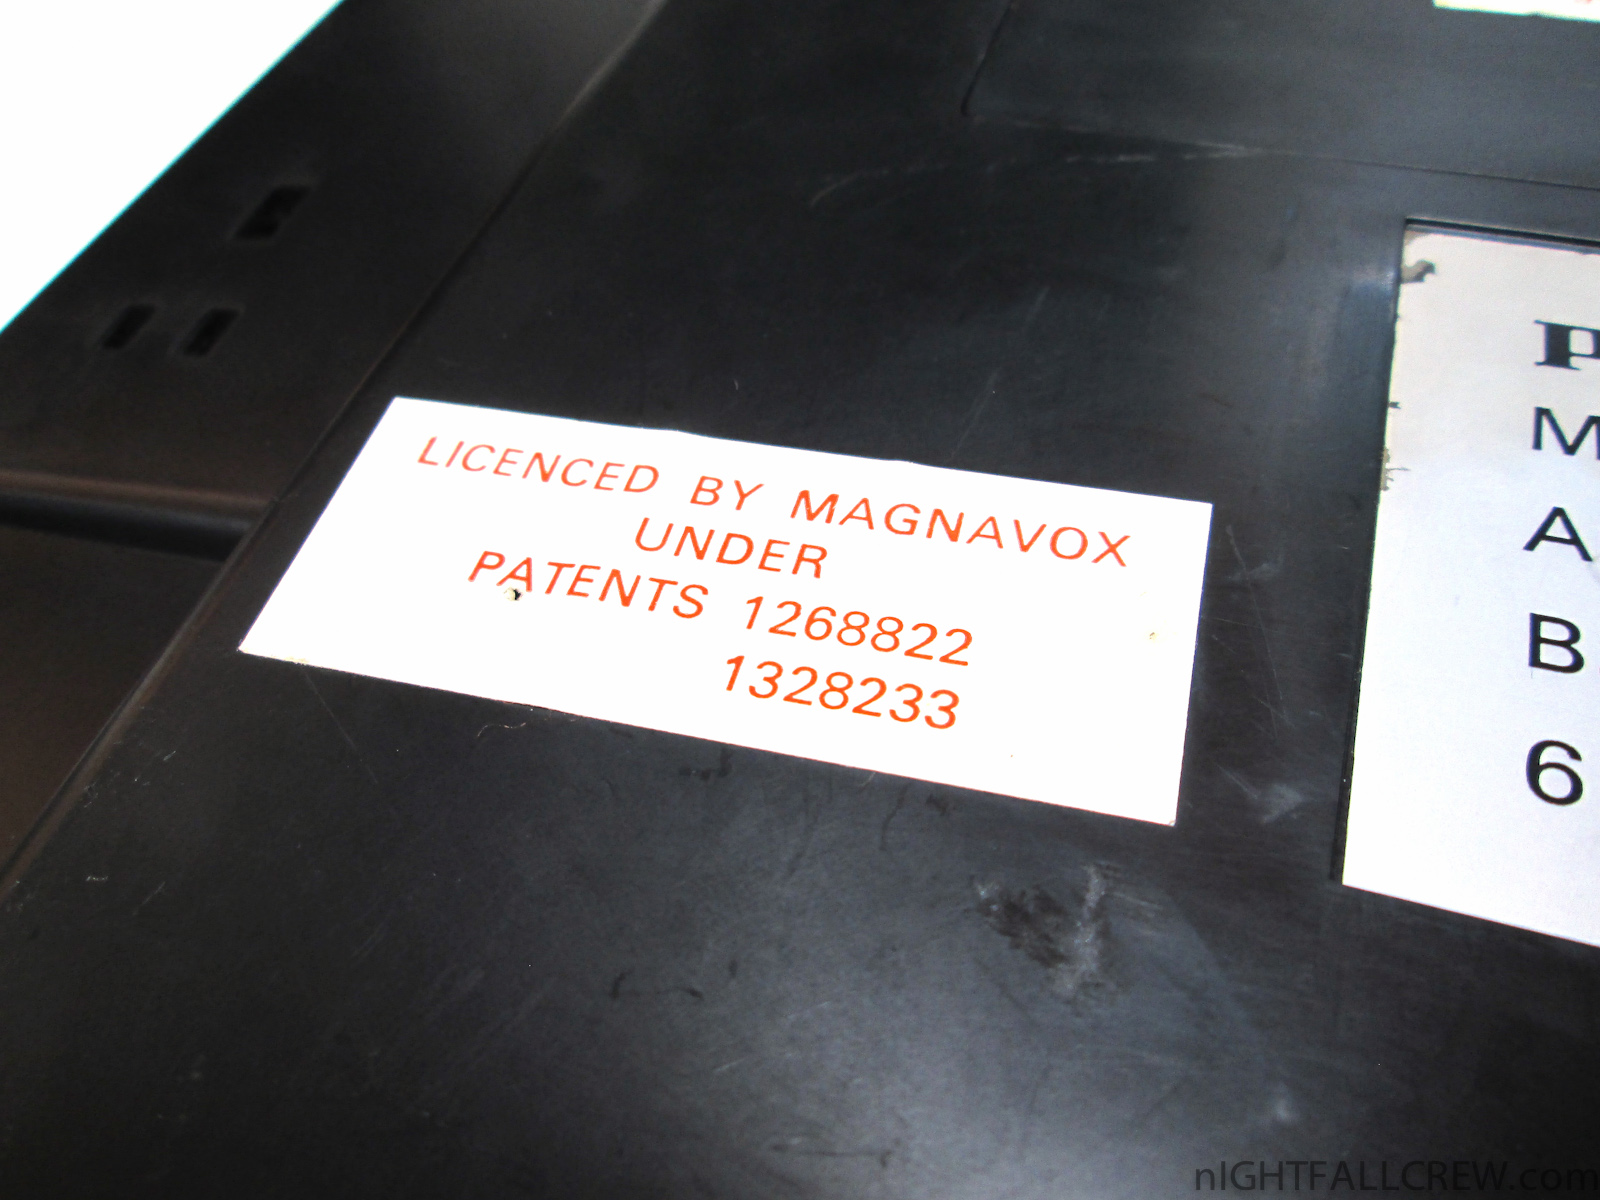 LICENCED BY MAGNAVOX
UNDER
PATENTS 1268822
1328233
P
M
A
B
6
nIGHTFALLCREW.com